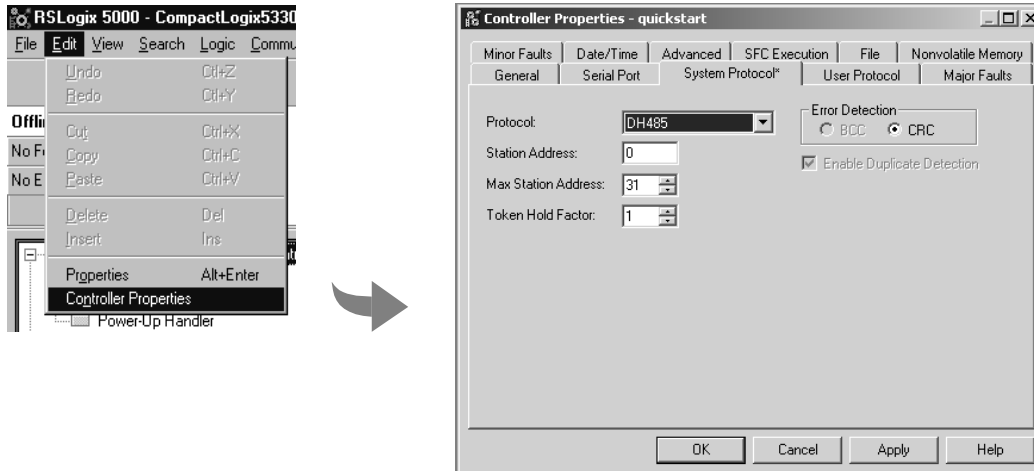 RSLogix 5000 - CompactLogix5330
File Edit View Search Logic Commu
Undo Ctl+Z
Redo Ctl+Y
Offli
Cut Ctrl+X
No F
Copy Ctrl+C
No E
Paste Ctrl+V
Delete Del
Insert Ins
Properties Alt+Enter
Controller Properties
Power-Up Handler
Controller Properties - quickstart
Minor Faults Date/Time Advanced SFC Execution File Nonvolatile Memory
General Serial Port System Protocol* User Protocol Major Faults
Protocol: DH485
Station Address: 0
Max Station Address: 31
Token Hold Factor: 1
Error Detection
BCC CRC
Enable Duplicate Detection
OK Cancel Apply Help